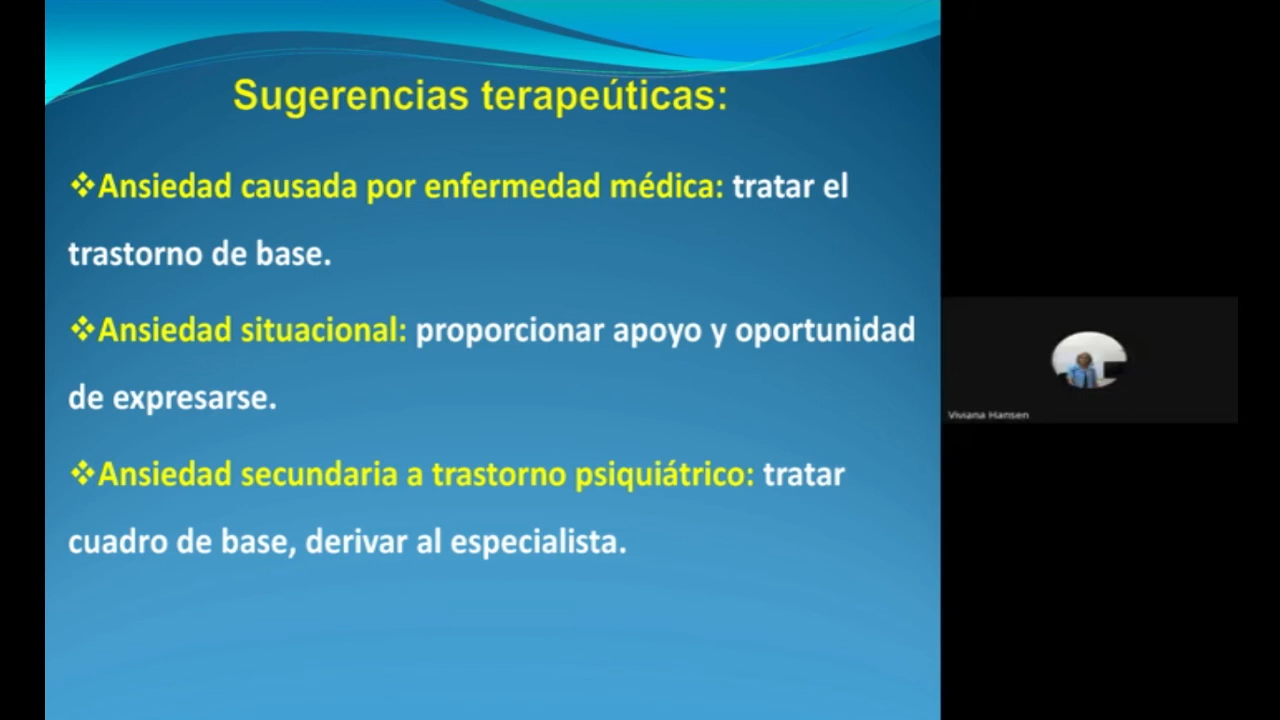 Sugerencias terapeúticas:
❖Ansiedad causada por enfermedad médica: tratar el
trastorno de base.
❖Ansiedad situacional: proporcionar apoyo y oportunidad
de expresarse.
❖Ansiedad secundaria a trastorno psiquiátrico: tratar
cuadro de base, derivar al especialista.
Viviana Hansen